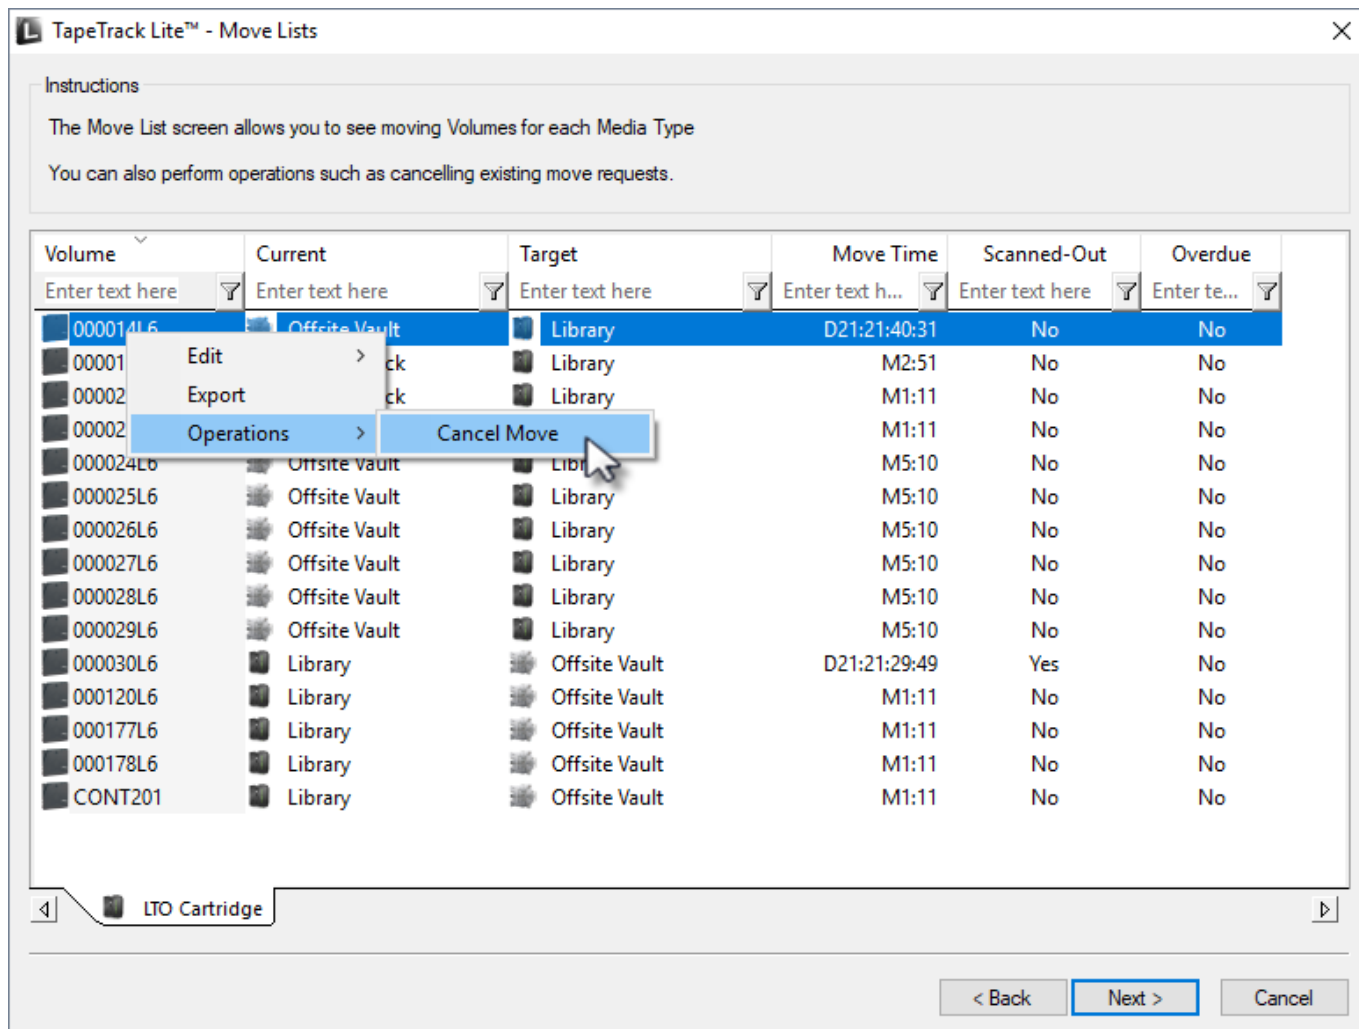 TapeTrack Lite™ - Move Lists
Instructions
The Move List screen allows you to see moving Volumes for each Media Type
You can also perform operations such as cancelling existing move requests.
Volume Current Target Move Time Scanned-Out Overdue
Enter text here Enter text here Enter text here Enter text h... Enter text here Enter te...
000014L6 Offsite Vault Library D21:21:40:31 No No
00001 ck Library M2:51 No No
00002 ck Library M1:11 No No
00002 M1:11 No No
Edit
Export
Operations
Cancel Move
000024L6 Offsite Vault Library M5:10 No No
000025L6 Offsite Vault Library M5:10 No No
000026L6 Offsite Vault Library M5:10 No No
000027L6 Offsite Vault Library M5:10 No No
000028L6 Offsite Vault Library M5:10 No No
000029L6 Offsite Vault Library M5:10 No No
000030L6 Library Offsite Vault D21:21:29:49 Yes No
000120L6 Library Offsite Vault M1:11 No No
000177L6 Library Offsite Vault M1:11 No No
000178L6 Library Offsite Vault M1:11 No No
CONT201 Library Offsite Vault M1:11 No No
LTO Cartridge
< Back Next > Cancel